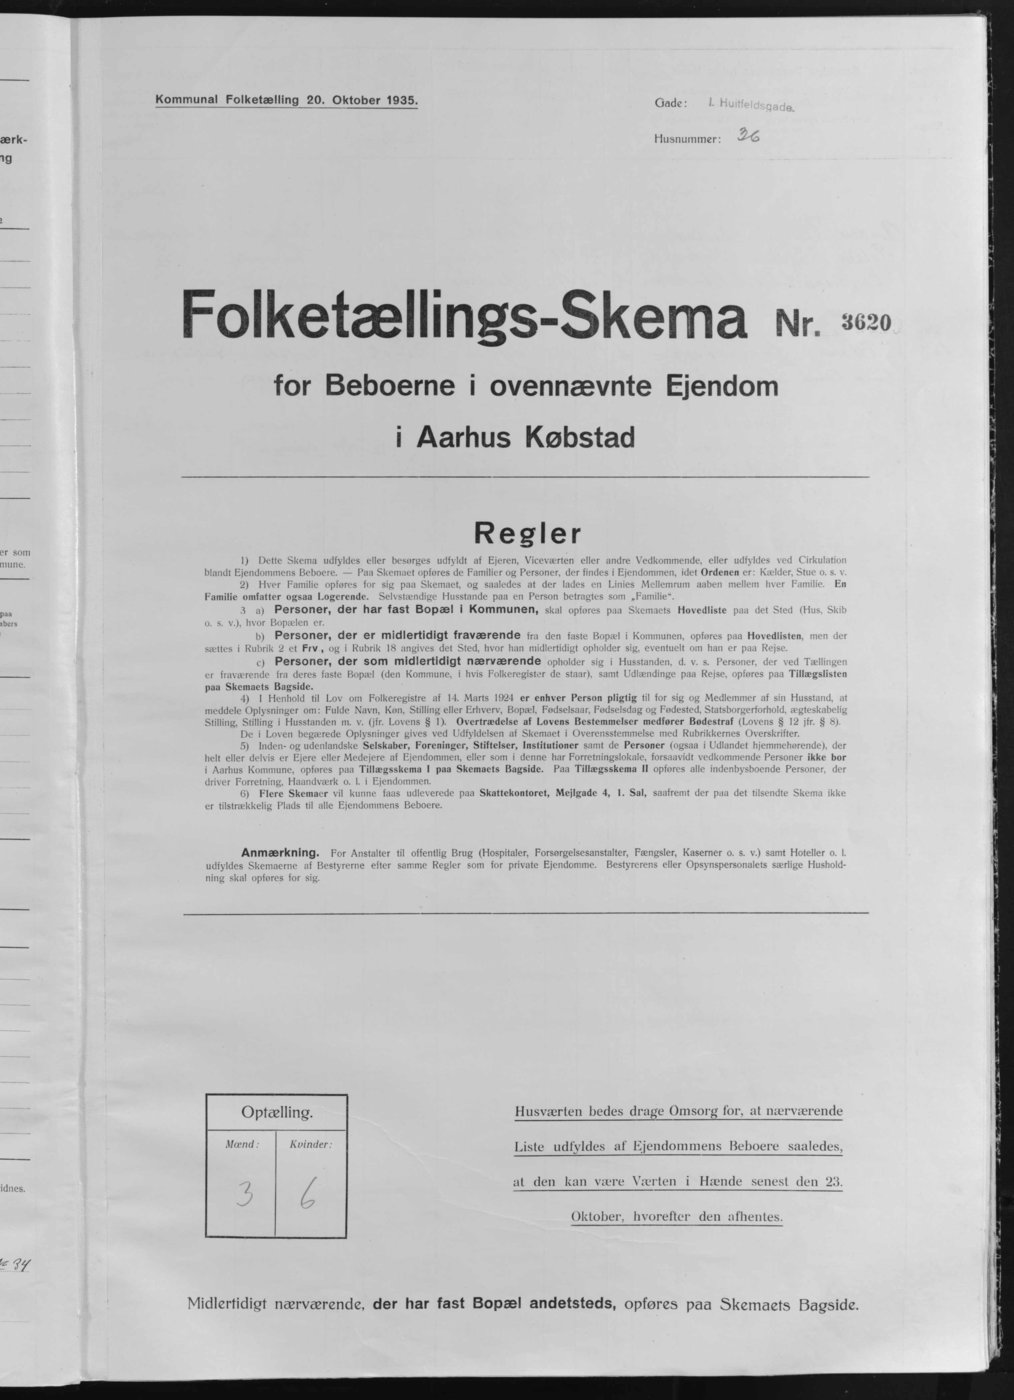 Kommunal Folketælling 20. Oktober 1935.
Gade: I. Huitfeldsgade.
Husnummer: 36
Folketællings-Skema Nr. 3620
for Beboerne i ovennævnte Ejendom
i Aarhus Købstad
Regler
1) Dette Skema udfyldes eller besørges udfyldt af Ejeren, Viceværten eller andre Vedkommende, eller udfyldes ved Cirkulation
blandt Ejendommens Beboere. — Paa Skemaet opføres de Familier og Personer, der findes i Ejendommen, idet Ordenen er: Kælder, Stue o. s. v.
2) Hver Familie opføres for sig paa Skemaet, og saaledes at der lades en Linies Mellemrum aaben mellem hver Familie. En
Familie omfatter ogsaa Logerende. Selvstændige Husstande paa en Person betragtes som „Familie“.
3 a) Personer, der har fast Bopæl i Kommunen, skal opføres paa Skemaets Hovedliste paa det Sted (Hus, Skib
o. s. v.), hvor Bopælen er.
b) Personer, der er midlertidigt fraværende fra den faste Bopæl i Kommunen, opføres paa Hovedlisten, men der
sættes i Rubrik 2 et Frv., og i Rubrik 18 angives det Sted, hvor han midlertidigt opholder sig, eventuelt om han er paa Rejse.
c) Personer, der som midlertidigt nærværende opholder sig i Husstanden, d. v. s. Personer, der ved Tællingen
er fraværende fra deres faste Bopæl (den Kommune, i hvis Folkeregister de staar), samt Udlændinge paa Rejse, opføres paa Tillægslisten
paa Skemaets Bagside.
4) I Henhold til Lov om Folkeregistre af 14. Marts 1924 er enhver Person pligtig til for sig og Medlemmer af sin Husstand, at
meddele Oplysninger om: Fulde Navn, Køn, Stilling eller Erhverv, Bopæl, Fødselsaar, Fødselsdag og Fødested, Statsborgerforhold, ægteskabelig
Stilling, Stilling i Husstanden m. v. (jfr. Lovens § 1). Overtrædelse af Lovens Bestemmelser medfører Bødestraf (Lovens § 12 jfr. § 8).
De i Loven begærede Oplysninger gives ved Udfyldelsen af Skemaet i Overensstemmelse med Rubrikkernes Overskrifter.
5) Inden- og udenlandske Selskaber, Foreninger, Stiftelser, Institutioner samt de Personer (ogsaa i Udlandet hjemmehørende), der
helt eller delvis er Ejere eller Medejere af Ejendommen, eller som i denne har Forretningslokale, forsaavidt vedkommende Personer ikke bor
i Aarhus Kommune, opføres paa Tillægsskema I paa Skemaets Bagside. Paa Tillægsskema II opføres alle indenbysboende Personer, der
driver Forretning, Haandværk o. l. i Ejendommen.
6) Flere Skemaer vil kunne faas udleverede paa Skattekontoret, Mejlgade 4, 1. Sal, saafremt der paa det tilsendte Skema ikke
er tilstrækkelig Plads til alle Ejendommens Beboere.
Anmærkning. For Anstalter til offentlig Brug (Hospitaler, Forsørgelsesanstalter, Fængsler, Kaserner o. s. v.) samt Hoteller o. l.
udfyldes Skemaerne af Bestyrerne efter samme Regler som for private Ejendomme. Bestyrerens eller Opsynspersonalets særlige Hushold-
ning skal opføres for sig.
Optælling.
Mænd: Kvinder:
3 6
Husværten bedes drage Omsorg for, at nærværende
Liste udfyldes af Ejendommens Beboere saaledes,
at den kan være Værten i Hænde senest den 23.
Oktober, hvorefter den afhentes.
Midlertidigt nærværende, der har fast Bopæl andetsteds, opføres paa Skemaets Bagside.